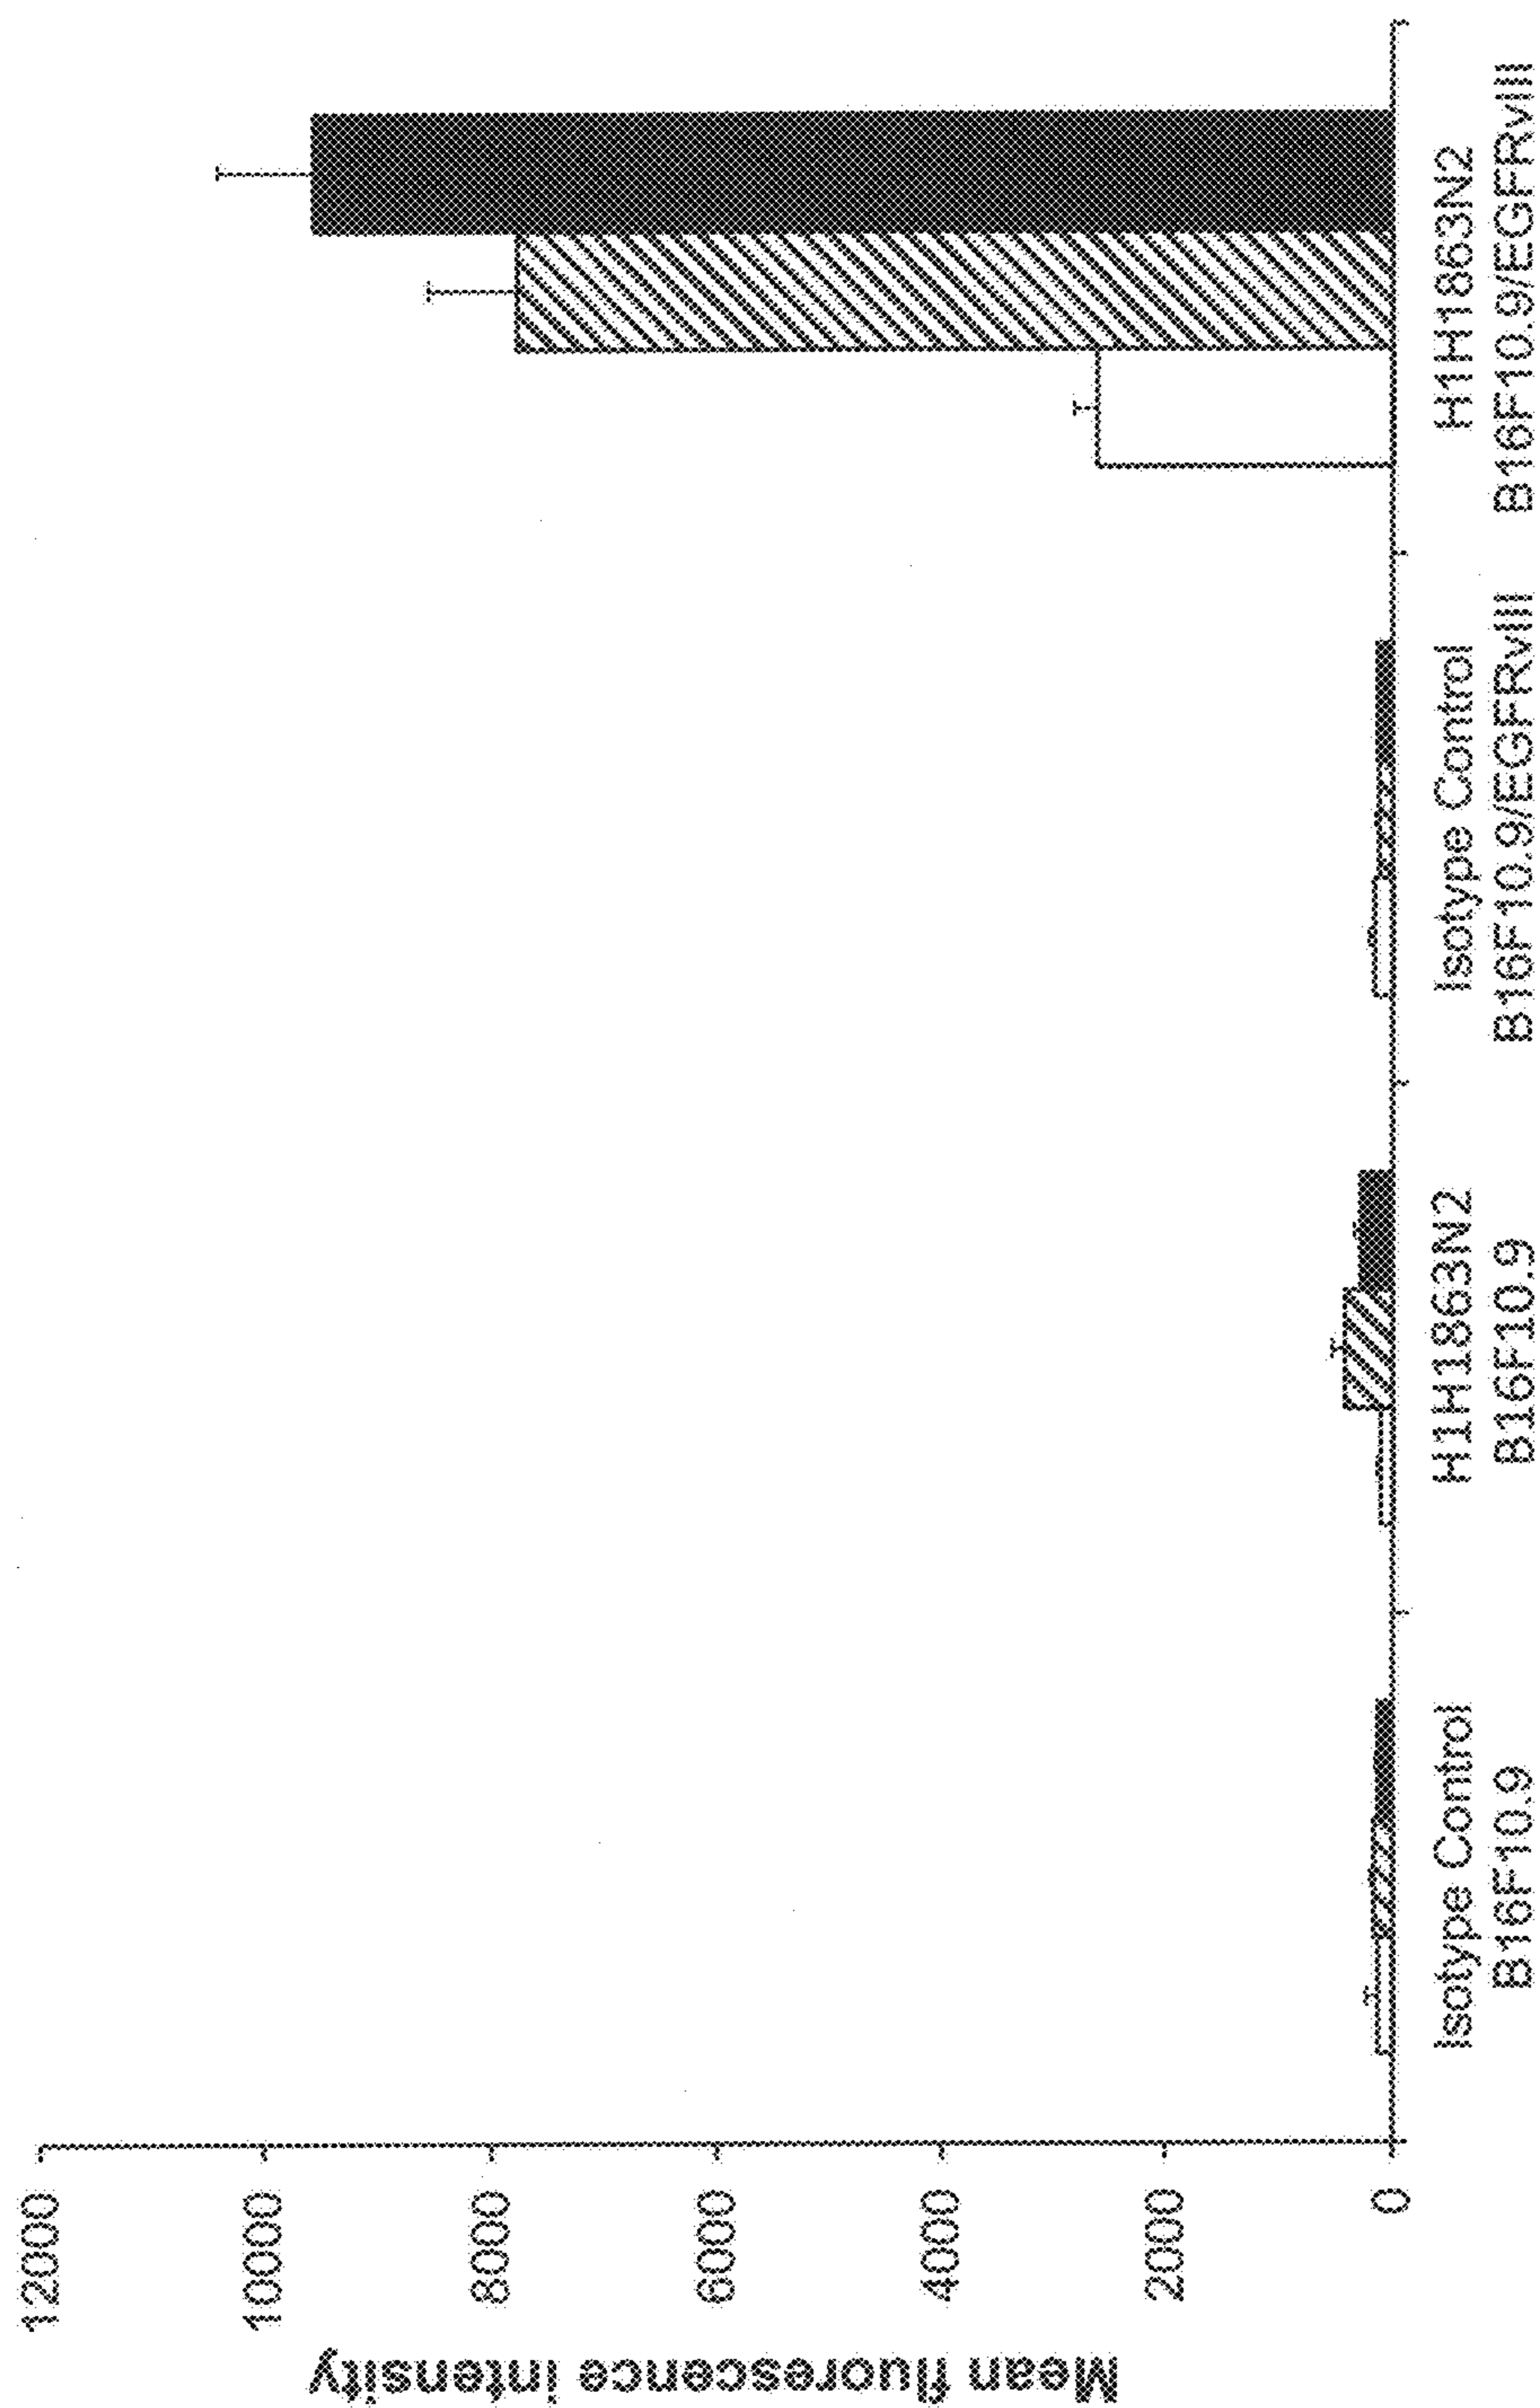 Mean fluorescence intensity
12000
10000
8000
6000
4000
2000
0
Isotype Control
B16F10.9
H1H1863N2
B16F10.9
Isotype Control
B16F10.9/EGFRvIII
H1H1863N2
B16F10.9/EGFRvIII